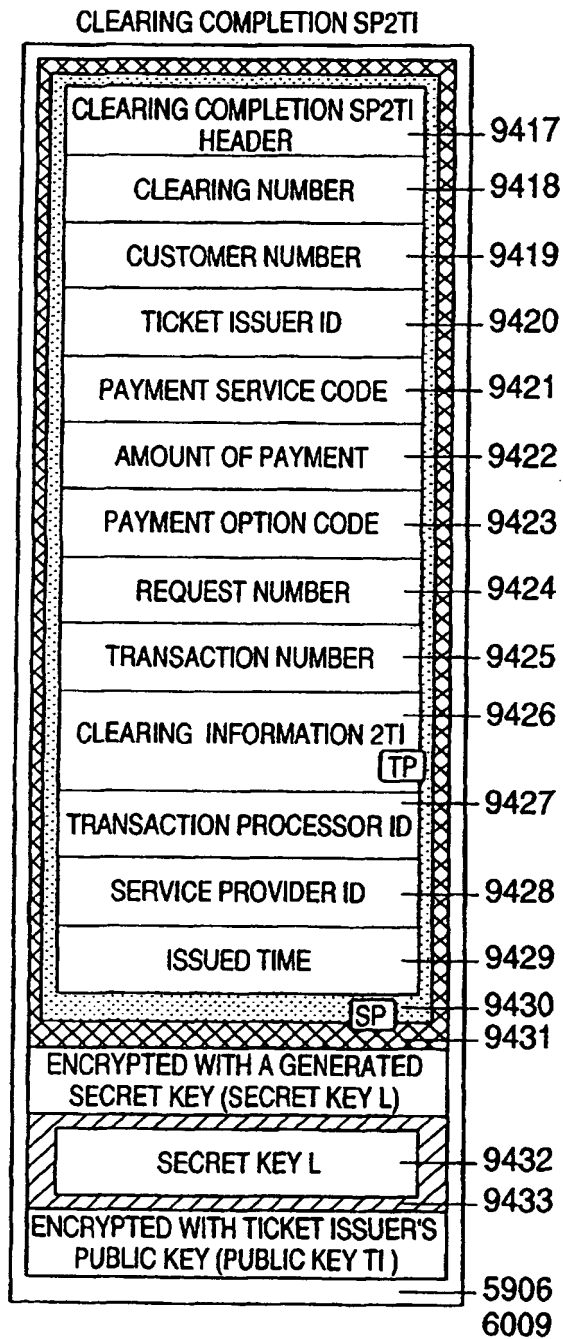 CLEARING COMPLETION SP2TI
CLEARING COMPLETION SP2TI
HEADER
9417
CLEARING NUMBER
9418
CUSTOMER NUMBER
9419
TICKET ISSUER ID
9420
PAYMENT SERVICE CODE
9421
AMOUNT OF PAYMENT
9422
PAYMENT OPTION CODE
9423
REQUEST NUMBER
9424
TRANSACTION NUMBER
9425
CLEARING INFORMATION 2TI
9426
TP
TRANSACTION PROCESSOR ID
9427
SERVICE PROVIDER ID
9428
ISSUED TIME
9429
SP
9430
9431
ENCRYPTED WITH A GENERATED
SECRET KEY (SECRET KEY L)
SECRET KEY L
9432
9433
ENCRYPTED WITH TICKET ISSUER'S
PUBLIC KEY (PUBLIC KEY TI )
5906
6009